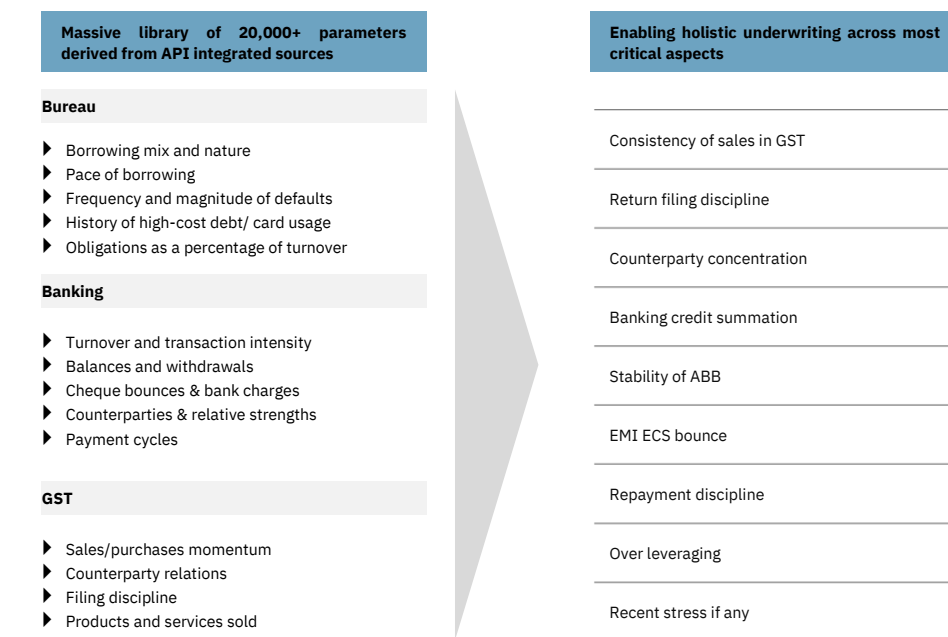 Massive library of 20,000+ parameters
derived from API integrated sources
Bureau
Borrowing mix and nature
Pace of borrowing
Frequency and magnitude of defaults
History of high-cost debt/ card usage
Obligations as a percentage of turnover
Banking
Turnover and transaction intensity
Balances and withdrawals
Cheque bounces & bank charges
Counterparties & relative strengths
Payment cycles
GST
Sales/purchases momentum
Counterparty relations
Filing discipline
Products and services sold
Enabling holistic underwriting across most
critical aspects
Consistency of sales in GST
Return filing discipline
Counterparty concentration
Banking credit summation
Stability of ABB
EMI ECS bounce
Repayment discipline
Over leveraging
Recent stress if any